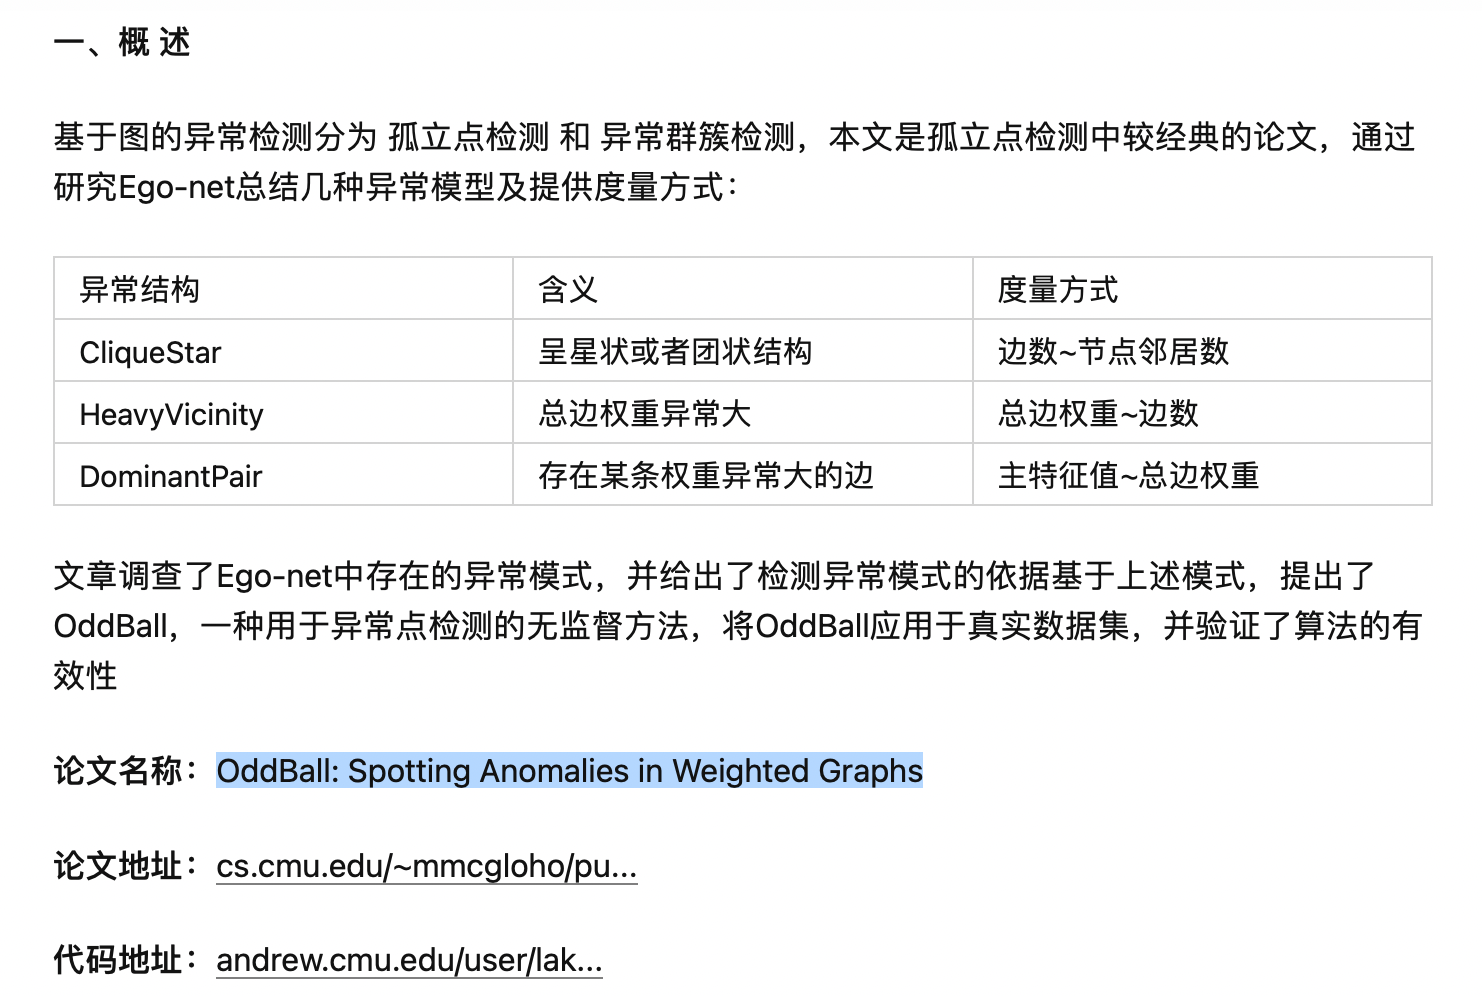 一、概 述
基于图的异常检测分为 孤立点检测 和 异常群簇检测，本文是孤立点检测中较经典的论文，通过
研究Ego-net总结几种异常模型及提供度量方式：
异常结构 含义 度量方式
CliqueStar 呈星状或者团状结构 边数~节点邻居数
HeavyVicinity 总边权重异常大 总边权重~边数
DominantPair 存在某条权重异常大的边 主特征值~总边权重
文章调查了Ego-net中存在的异常模式，并给出了检测异常模式的依据基于上述模式，提出了
OddBall，一种用于异常点检测的无监督方法，将OddBall应用于真实数据集，并验证了算法的有
效性
论文名称：OddBall: Spotting Anomalies in Weighted Graphs
论文地址：cs.cmu.edu/~mmcgloho/pu...
代码地址：andrew.cmu.edu/user/lak...